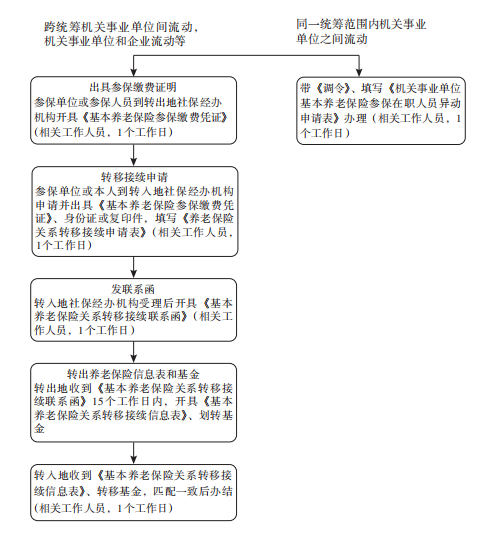 跨统筹机关事业单位间流动，
机关事业单位和企业流动等
同一统筹范围内机关事业
单位之间流动
出具参保缴费证明
参保单位或参保人员到转出地社保经办
机构开具《基本养老保险参保缴费凭证》
（相关工作人员，1个工作日）
带《调令》、填写《机关事业单位
基本养老保险参保在职人员异动
申请表》办理（相关工作人员，1
个工作日）
转移接续申请
参保单位或本人到转入地社保经办机构
申请并出具《基本养老保险参保缴费凭
证》、身份证或复印件，填写《养老保险
关系转移接续申请表》（相关工作人员，
1个工作日）
发联系函
转入地社保经办机构受理后开具《基本
养老保险关系转移接续联系函》（相关工
作人员，1个工作日）
转出养老保险信息表和基金
转出地收到《基本养老保险关系转移接
续联系函》15个工作日内，开具《基本
养老保险关系转移接续信息表》、划转基
金
转入地收到《基本养老保险关系转移接
续信息表》、转移基金，匹配一致后办结
（相关工作人员，1个工作日）